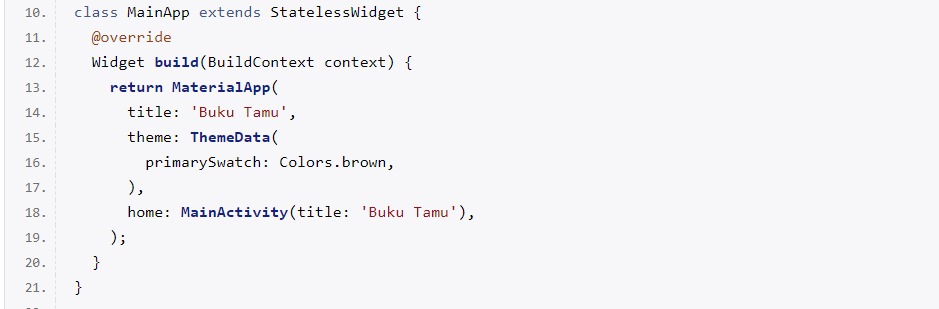 10. class MainApp extends StatelessWidget {
11.   @override
12.   Widget build(BuildContext context) {
13.     return MaterialApp(
14.       title: 'Buku Tamu',
15.       theme: ThemeData(
16.         primarySwatch: Colors.brown,
17.       ),
18.       home: MainActivity(title: 'Buku Tamu'),
19.     );
20.   }
21. }